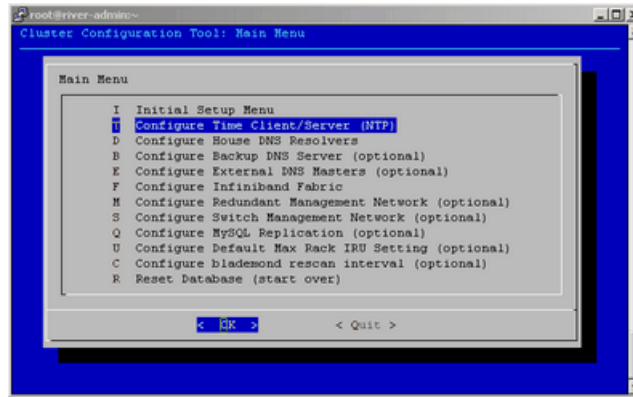 root@river-admin:~
Cluster Configuration Tool: Main Menu
Main Menu
I Initial Setup Menu
T Configure Time Client/Server (NTP)
D Configure House DNS Resolvers
B Configure Backup DNS Server (optional)
E Configure External DNS Masters (optional)
F Configure Infiniband Fabric
M Configure Redundant Management Network (optional)
S Configure Switch Management Network (optional)
Q Configure MySQL Replication (optional)
U Configure Default Max Rack IRU Setting (optional)
C Configure blademond rescan interval (optional)
R Reset Database (start over)
< OK > < Quit >